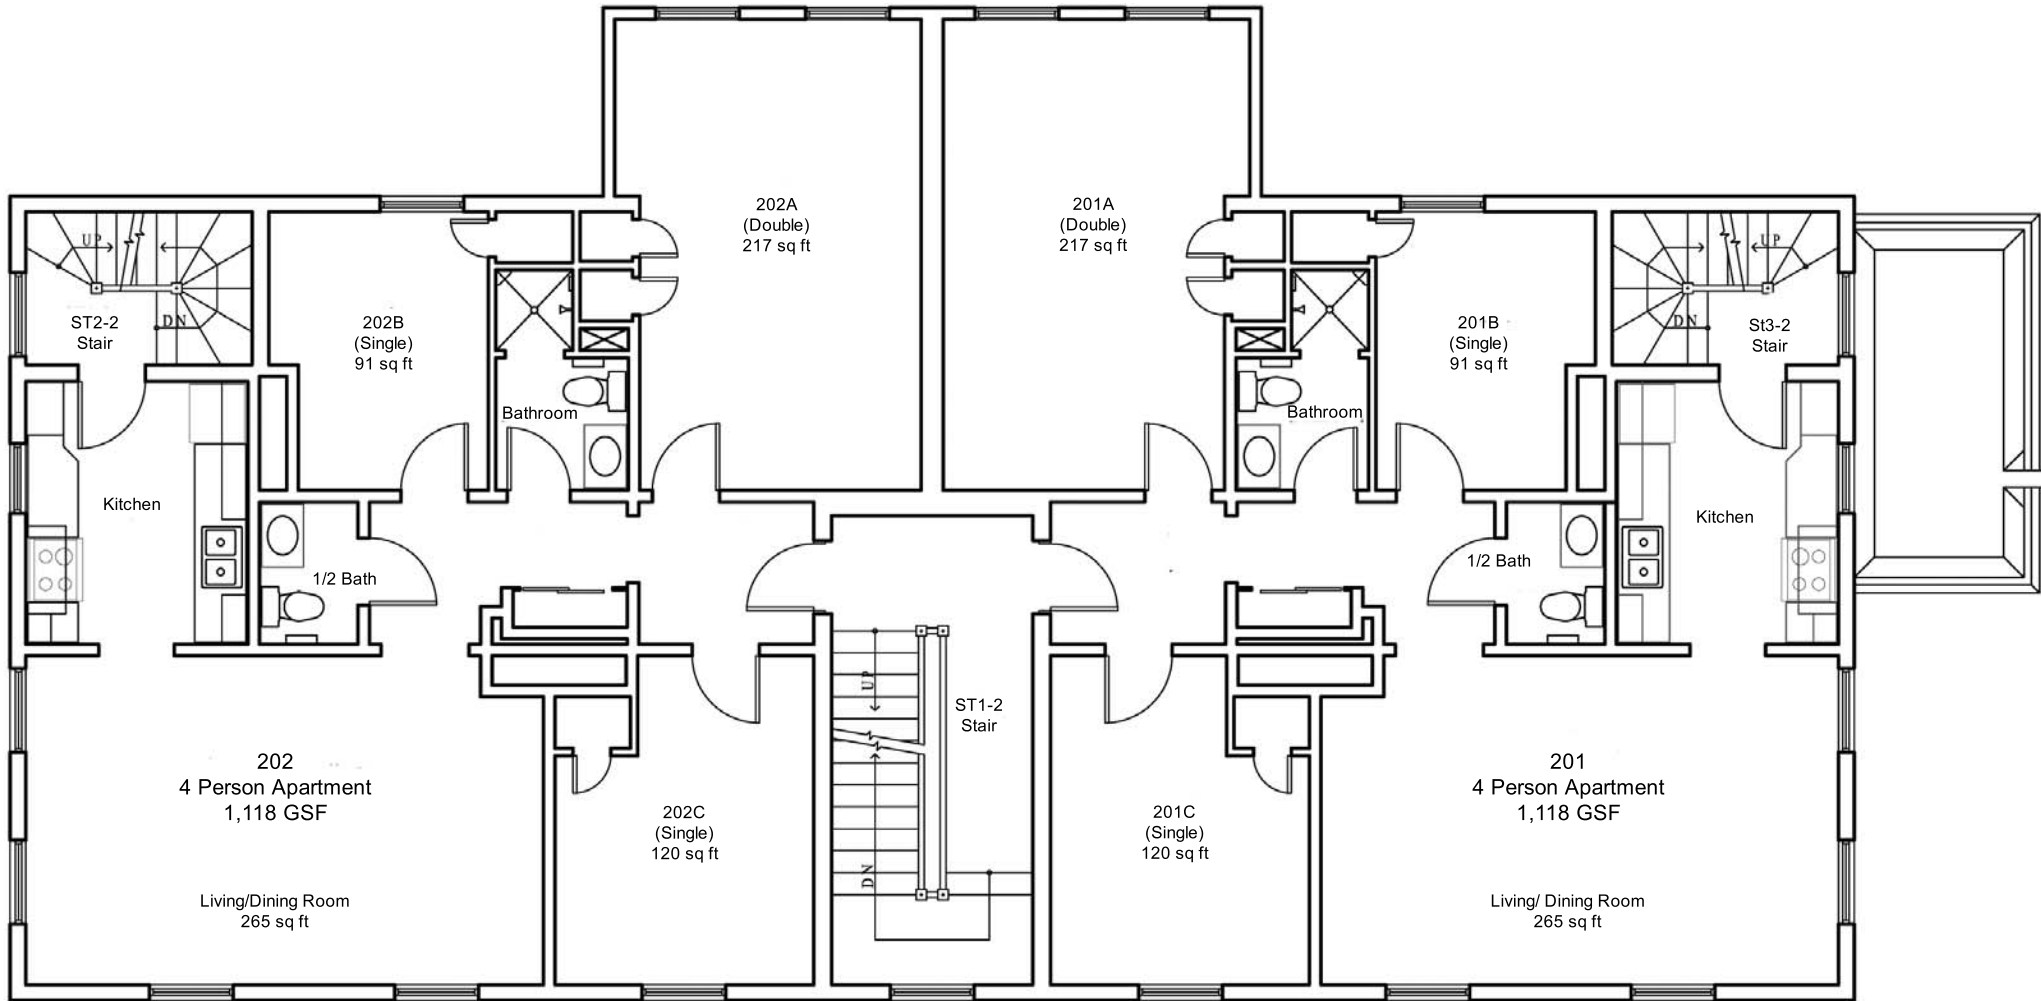 202A
(Double)
217 sq ft
201A
(Double)
217 sq ft
UP
DN
ST2-2
Stair
202B
(Single)
91 sq ft
201B
(Single)
91 sq ft
UP
DN
St3-2
Stair
Bathroom
Bathroom
Kitchen
Kitchen
1/2 Bath
1/2 Bath
UP
DN
ST1-2
Stair
202
4 Person Apartment
1,118 GSF
202C
(Single)
120 sq ft
201C
(Single)
120 sq ft
201
4 Person Apartment
1,118 GSF
Living/Dining Room
265 sq ft
Living/ Dining Room
265 sq ft